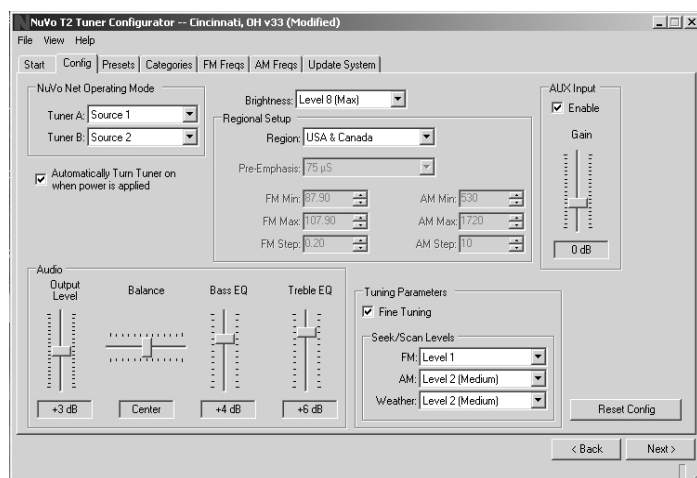 NuVo T2 Tuner Configurator -- Cincinnati, OH v33 (Modified)
File View Help
Start Config Presets Categories FM Freqs AM Freqs Update System
NuVo Net Operating Mode
Tuner A: Source 1
Tuner B: Source 2
Automatically Turn Tuner on
when power is applied
Brightness: Level 8 (Max)
Regional Setup
Region: USA & Canada
Pre-Emphasis: 75 µS
FM Min: 87.90 AM Min: 530
FM Max: 107.90 AM Max: 1720
FM Step: 0.20 AM Step: 10
AUX Input
Enable
Gain
0 dB
Audio
Output
Level
Balance
Bass EQ
Treble EQ
+3 dB
Center
+4 dB
+6 dB
Tuning Parameters
Fine Tuning
Seek/Scan Levels
FM: Level 1
AM: Level 2 (Medium)
Weather: Level 2 (Medium)
Reset Config
< Back Next >